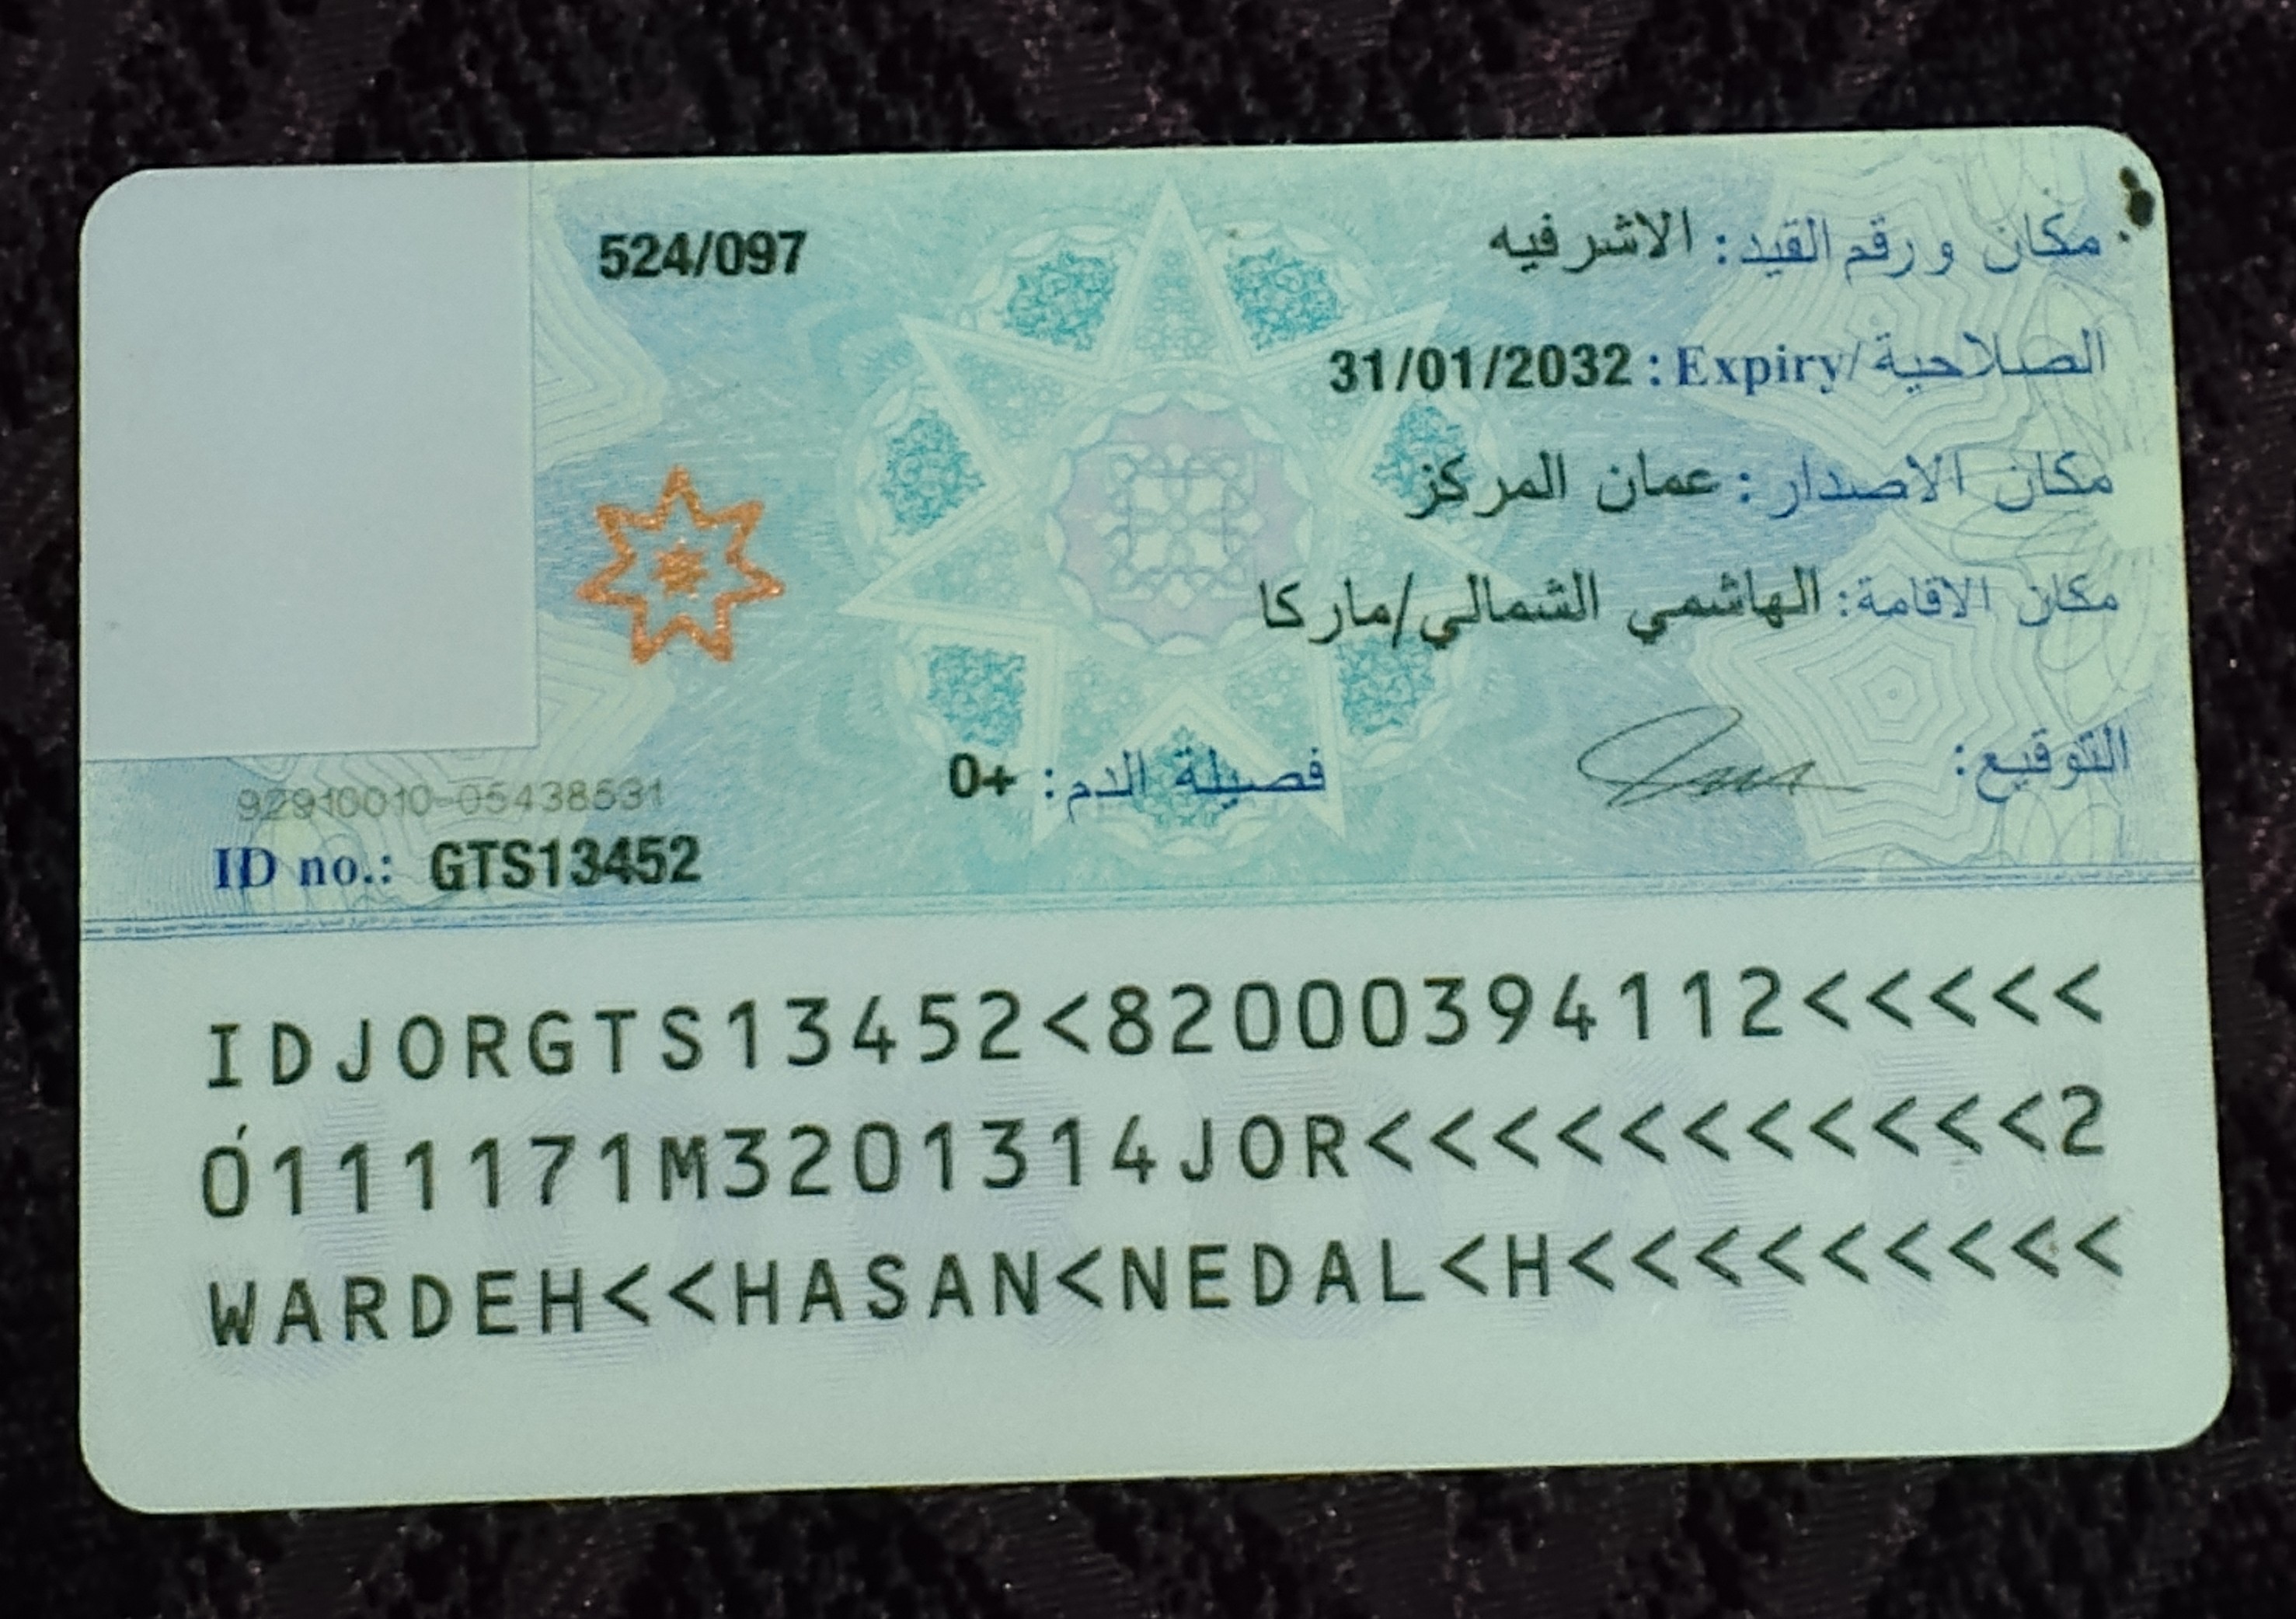 مكان ورقم القيد: الاشرفيه 524/097
الصلاحية/Expiry: 31/01/2032
مكان الاصدار: عمان المركز
مكان الاقامة: الهاشمي الشمالي/ماركا
التوقيع:
فصيلة الدم: O+
92910010-05438531
ID no.: GTS13452
IDJORGTS13452<82000394112<<<<<
0111171M3201314JOR<<<<<<<<<<<2
WARDEH<<HASAN<NEDAL<H<<<<<<<<<